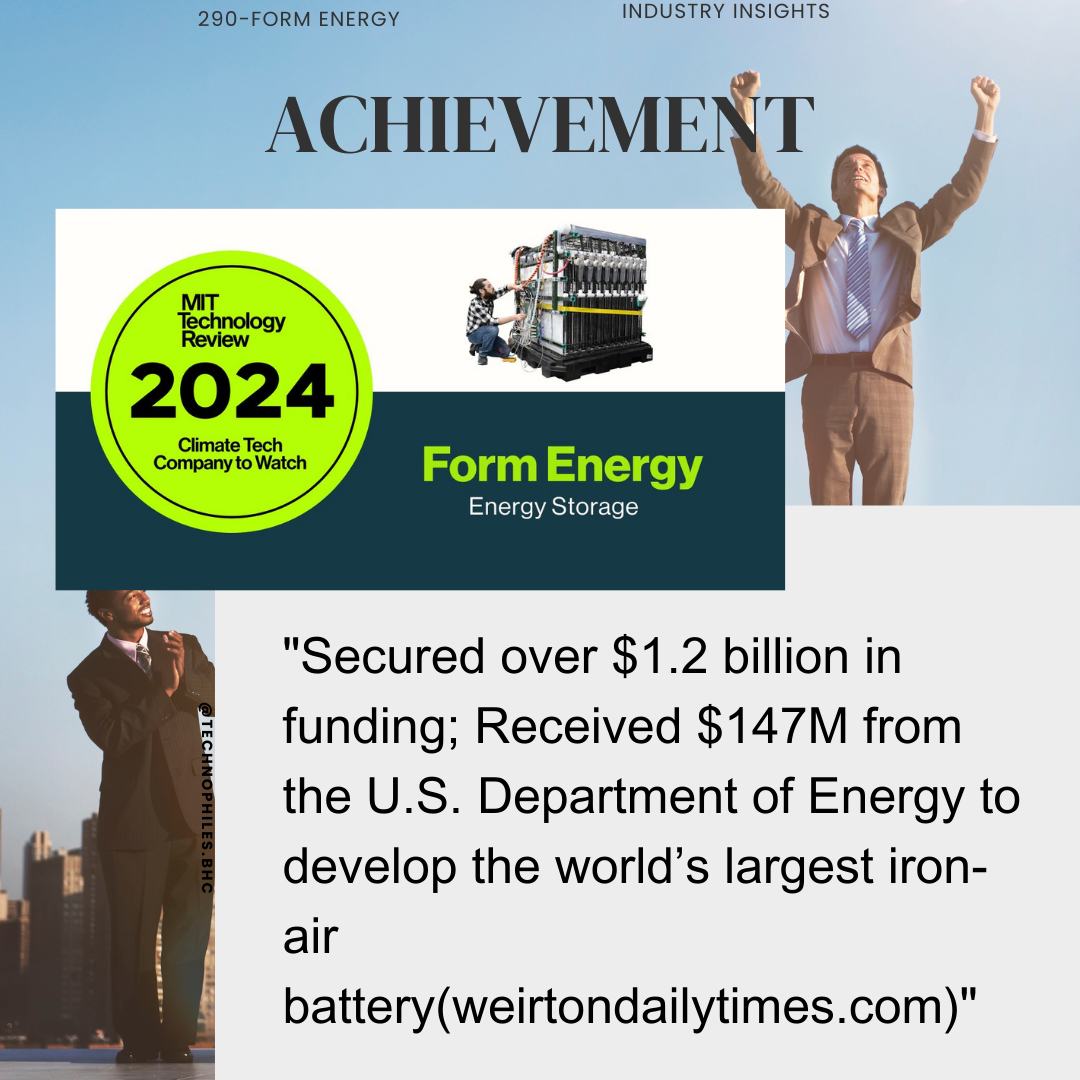 290-FORM ENERGY
INDUSTRY INSIGHTS
ACHIEVEMENT
MIT
Technology
Review
2024
Climate Tech
Company to Watch
Form Energy
Energy Storage
@TECHNOPHILES.BHC
"Secured over $1.2 billion in
funding; Received $147M from
the U.S. Department of Energy to
develop the world’s largest iron-
air
battery(weirtondailytimes.com)"